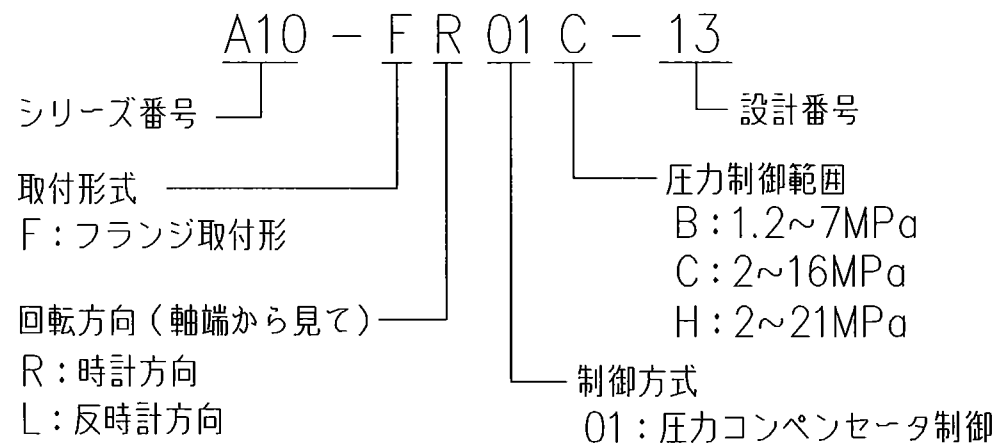 A10-FR01C-13
シリーズ番号
設計番号
取付形式
F:フランジ取付形
圧力制御範囲
B:1.2~7MPa
C:2~16MPa
H:2~21MPa
回転方向(軸端から見て)
R:時計方向
L:反時計方向
制御方式
01:圧力コンペンセータ制御